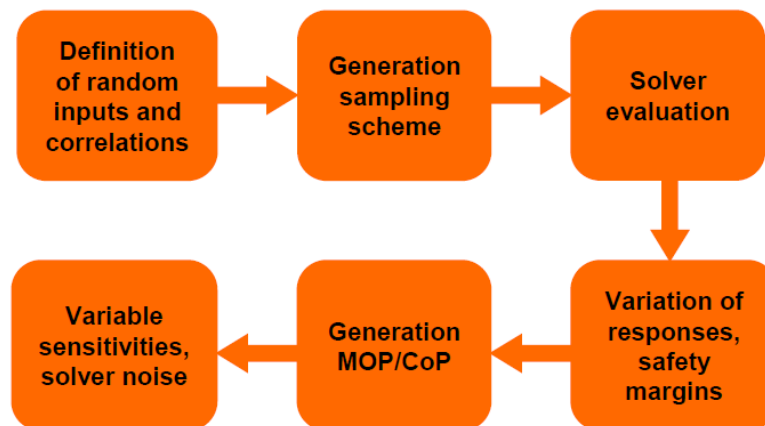 Definition
of random
inputs and
correlations
Generation
sampling
scheme
Solver
evaluation
Variation of
responses,
safety
margins
Generation
MOP/CoP
Variable
sensitivities,
solver noise